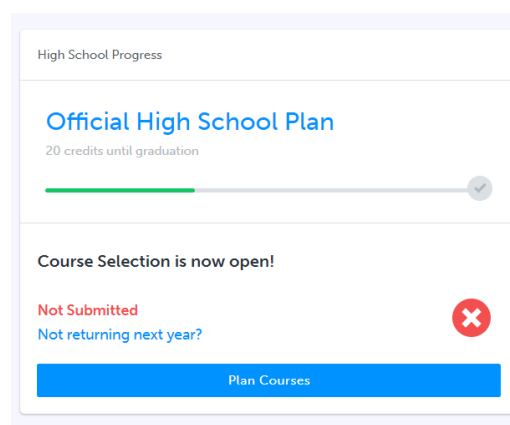 High School Progress
Official High School Plan
20 credits until graduation
Course Selection is now open!
Not Submitted
Not returning next year?
Plan Courses